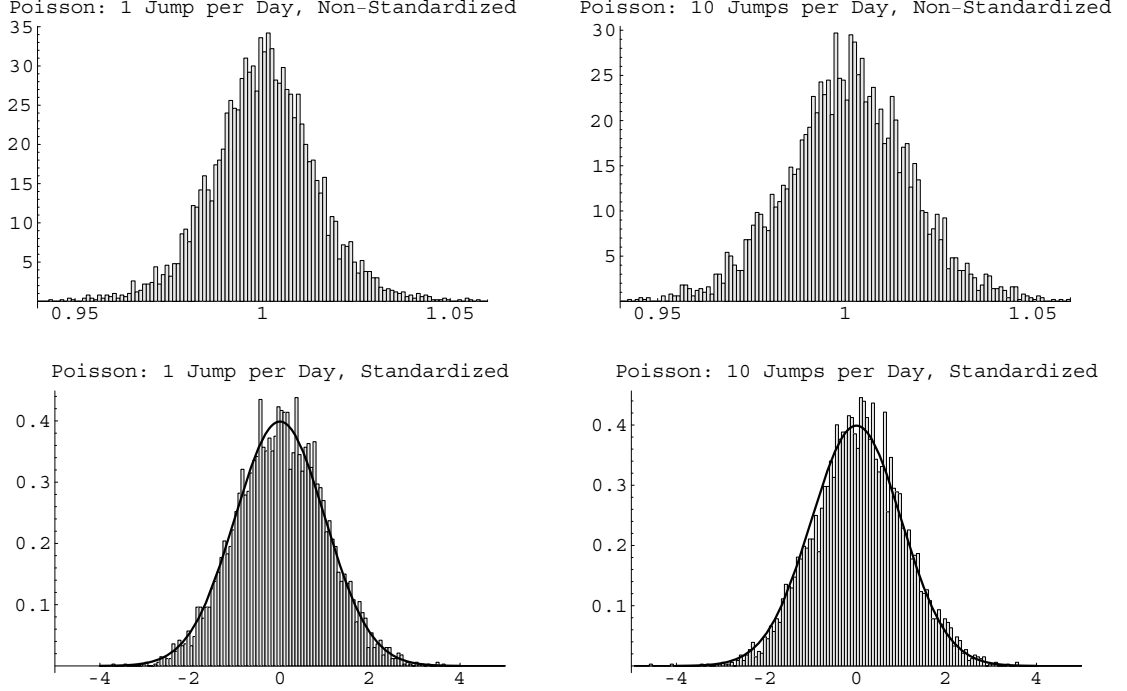 Poisson: 1 Jump per Day, Non-Standardized
35
30
25
20
15
10
5
0.95 1 1.05
Poisson: 10 Jumps per Day, Non-Standardized
30
25
20
15
10
5
0.95 1 1.05
Poisson: 1 Jump per Day, Standardized
0.4
0.3
0.2
0.1
-4 -2 0 2 4
Poisson: 10 Jumps per Day, Standardized
0.4
0.3
0.2
0.1
-4 -2 0 2 4